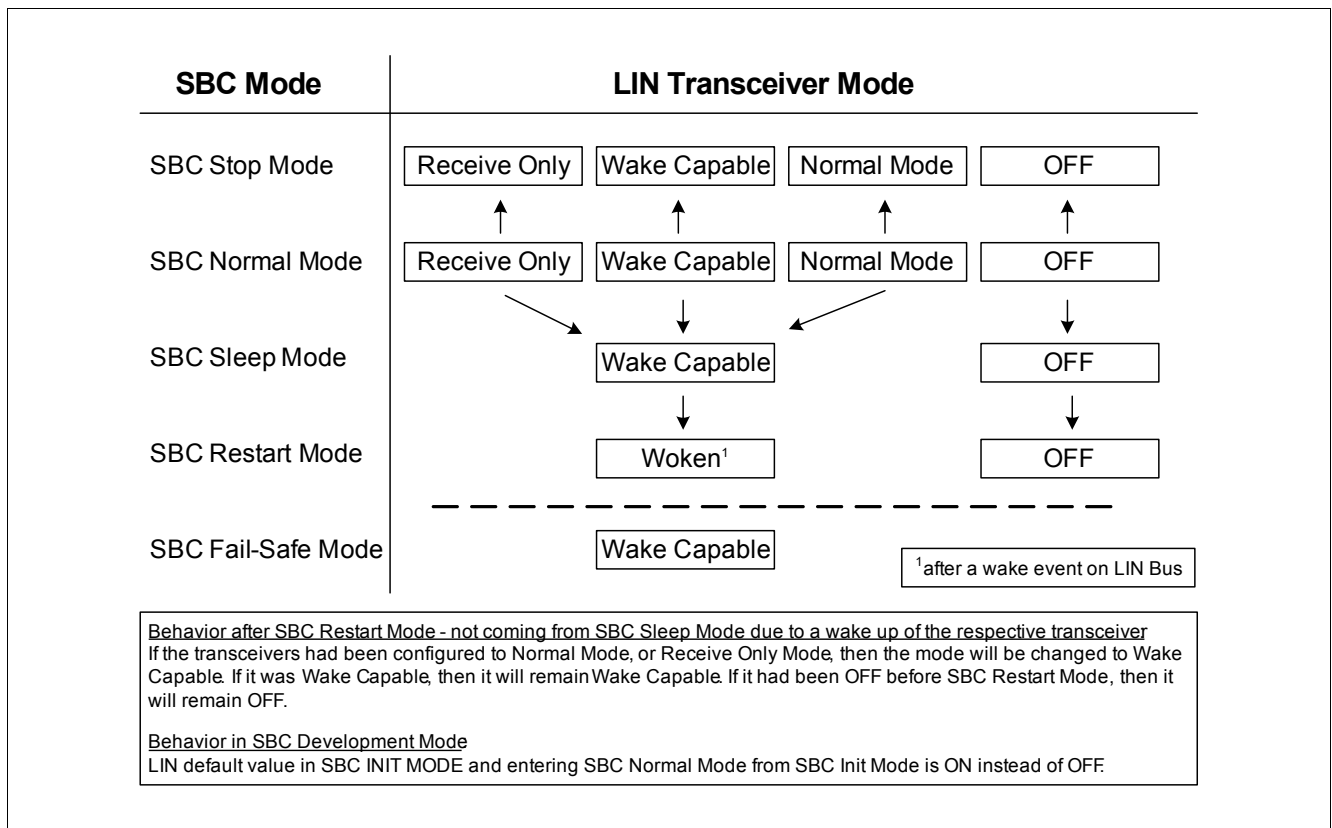 SBC Mode LIN Transceiver Mode
SBC Stop Mode Receive Only Wake Capable Normal Mode OFF
SBC Normal Mode Receive Only Wake Capable Normal Mode OFF
SBC Sleep Mode Wake Capable OFF
SBC Restart Mode Woken¹ OFF
SBC Fail-Safe Mode Wake Capable
¹after a wake event on LIN Bus
Behavior after SBC Restart Mode - not coming from SBC Sleep Mode due to a wake up of the respective transceiver
If the transceivers had been configured to Normal Mode, or Receive Only Mode, then the mode will be changed to Wake
Capable. If it was Wake Capable, then it will remain Wake Capable. If it had been OFF before SBC Restart Mode, then it
will remain OFF.
Behavior in SBC Development Mode
LIN default value in SBC INIT MODE and entering SBC Normal Mode from SBC Init Mode is ON instead of OFF.